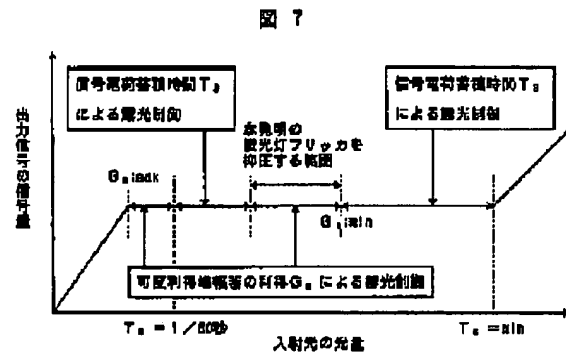 図 7
信号電荷蓄積時間Ts
による露光制御
信号電荷蓄積時間Ts
による露光制御
本発明の
蛍光灯フリッカを
抑圧する範囲
Gsmax
Gsmin
出力信号の信号量
可変利得増幅器の利得Gsによる露光制御
Ts=1/60秒
入射光の光量
Ts=min